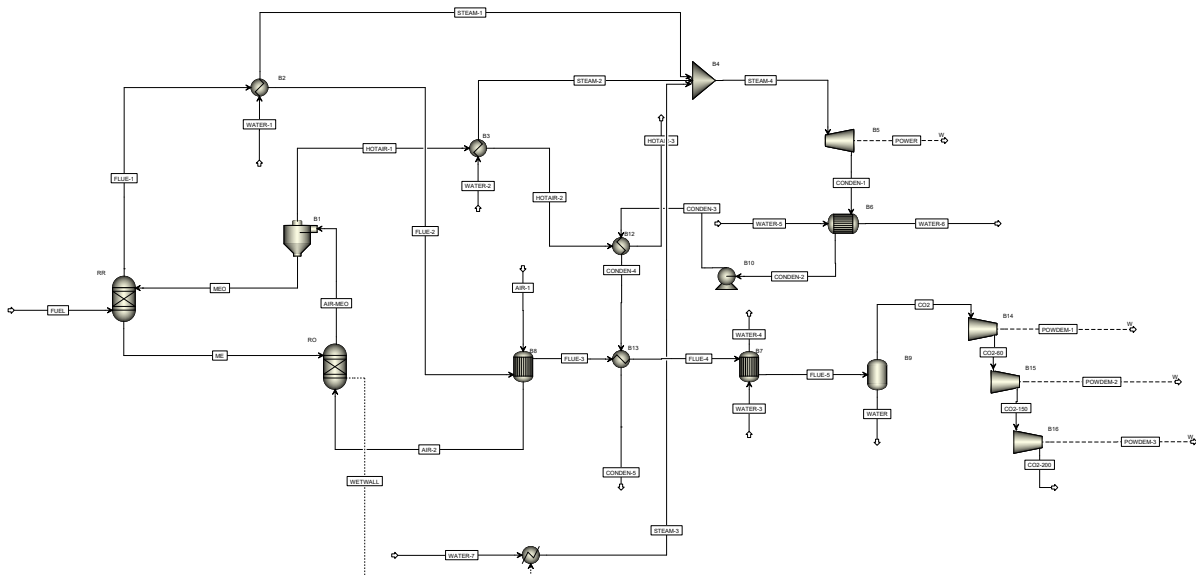 STEAM-1
B4
B2
STEAM-2
STEAM-4
WATER-1
B5
B3
HOTAIR-1
POWER
W
FLUE-1
WATER-2
CONDEN-1
HOTAIR-2
CONDEN-3
B6
B1
WATER-5
WATER-6
FLUE-2
B12
B10
RR
CONDEN-4
CONDEN-2
MEO
AIR-1
AIR-MEO
CO2
FUEL
B14
POWDEM-1
W
WATER-4
RO
B8
B13
B7
ME
FLUE-3
FLUE-4
CO2-60
B9
FLUE-5
B15
POWDEM-2
W
WATER-3
CO2-150
WATER
B16
AIR-2
POWDEM-3
W
CONDEN-5
CO2-200
WETWALL
STEAM-3
WATER-7